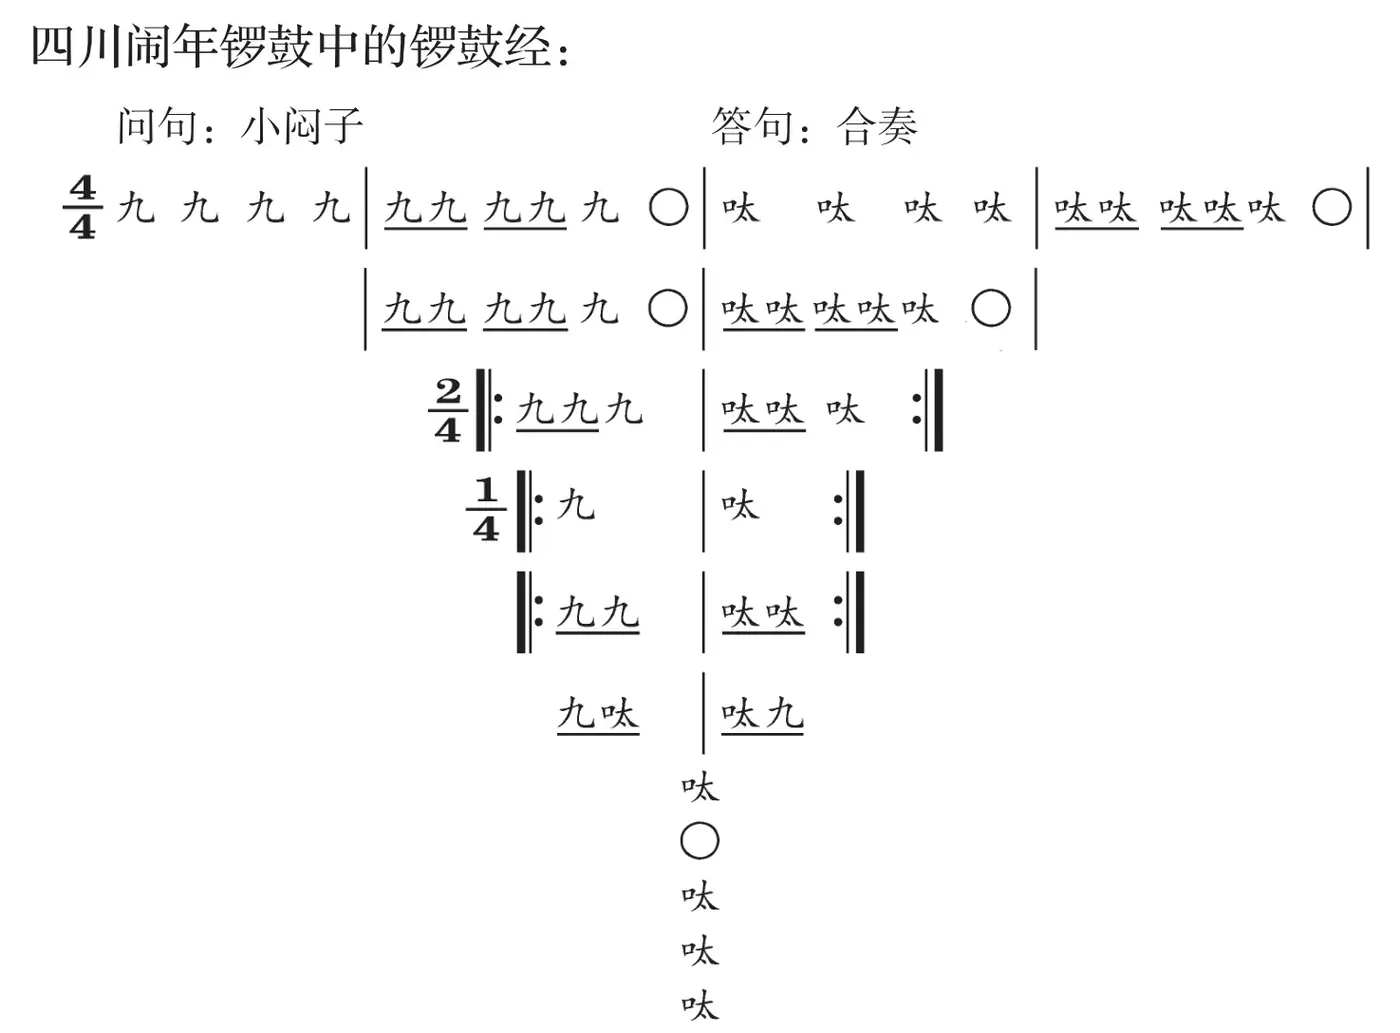 四川闹年锣鼓中的锣鼓经：
问句：小闷子 答句：合奏
4/4 九 九 九 九 | 九九 九九 九 ○ | 呔 呔 呔 呔 | 呔呔 呔呔 呔 ○ |
| 九九 九九 九 ○ | 呔呔 呔呔 呔 ○ |
2/4 ‖: 九九 九 | 呔呔 呔 :‖
1/4 ‖: 九 | 呔 :‖
‖: 九九 | 呔呔 :‖
九呔 | 呔九
呔
○
呔
呔
呔